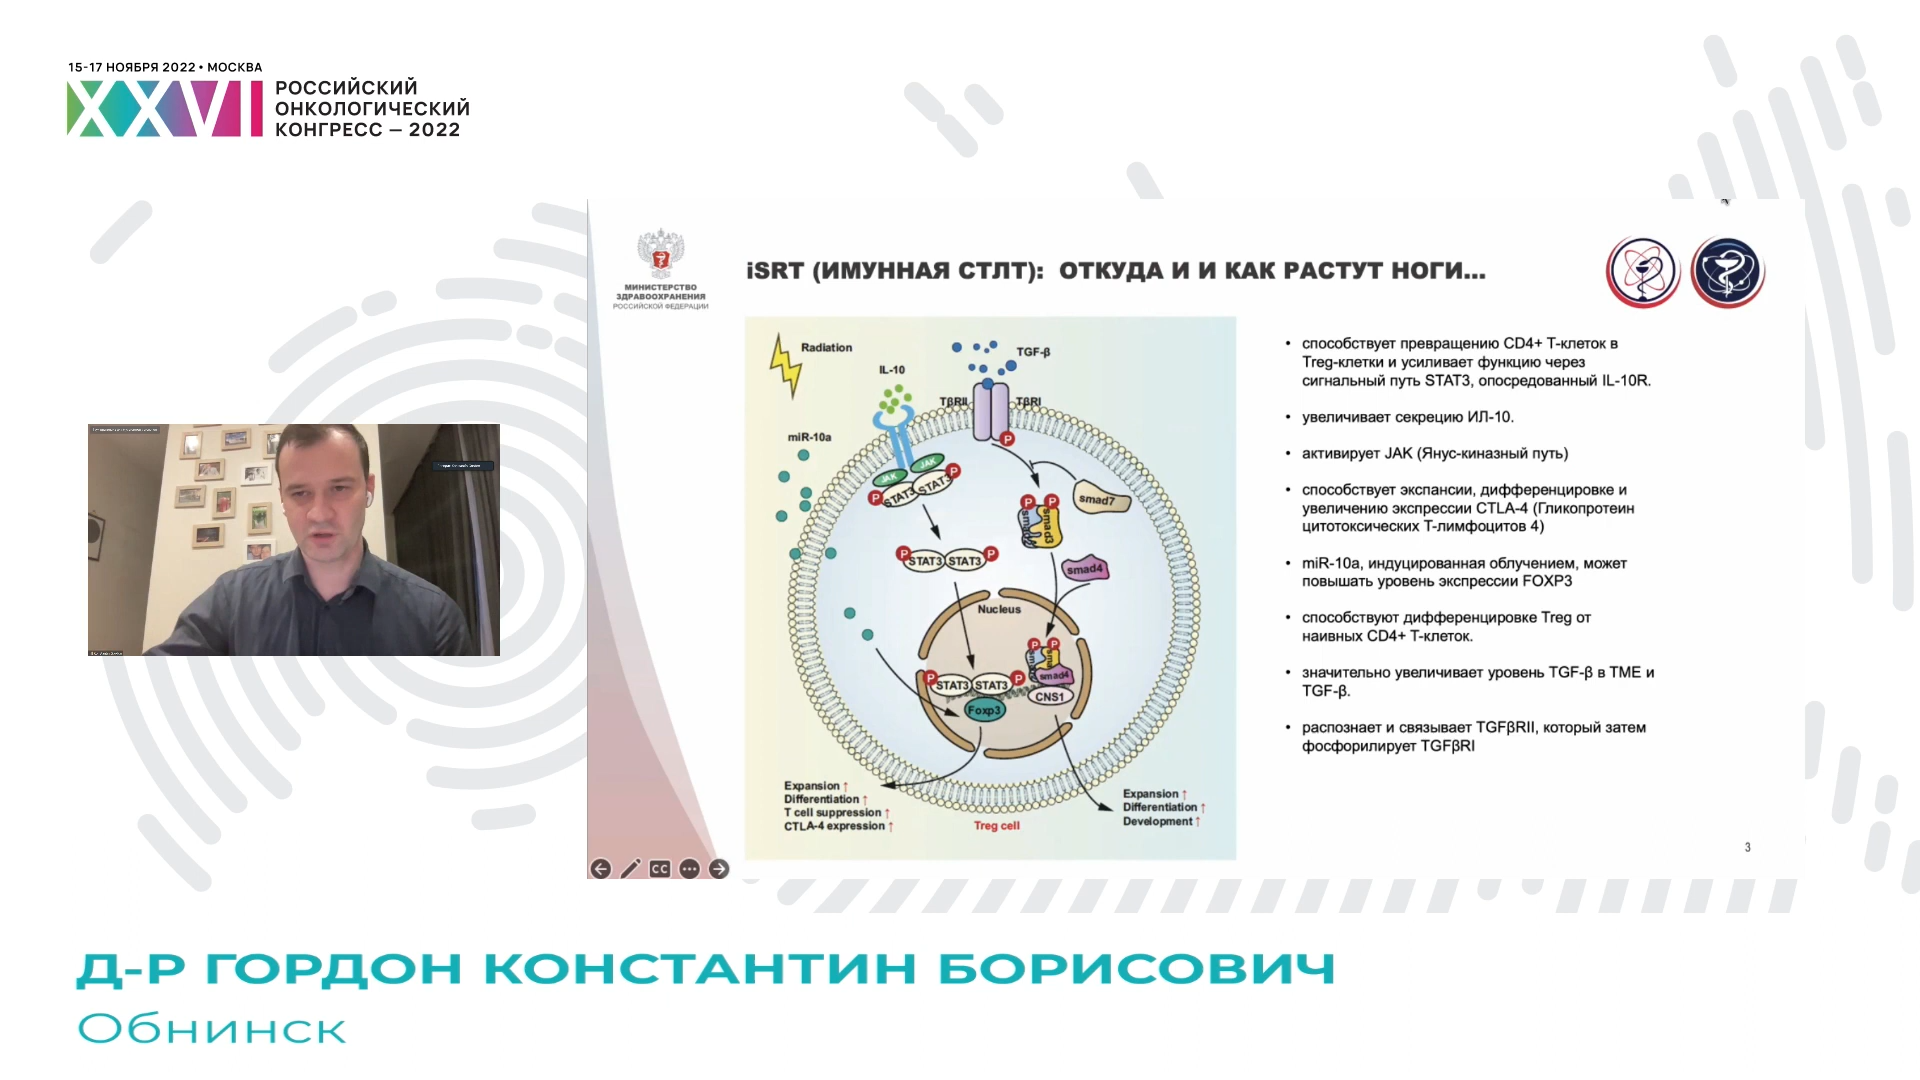 15-17 НОЯБРЯ 2022 • МОСКВА
XXVI
РОССИЙСКИЙ
ОНКОЛОГИЧЕСКИЙ
КОНГРЕСС – 2022
МИНИСТЕРСТВО
ЗДРАВООХРАНЕНИЯ
РОССИЙСКОЙ ФЕДЕРАЦИИ
iSRT (ИМУННАЯ СТЛТ): ОТКУДА И И КАК РАСТУТ НОГИ...
Radiation
IL-10
TGF-β
TβRII
TβRI
P
miR-10a
JAK
JAK
P
P
STAT3
STAT3
smad7
P
P
smad2
smad3
P
STAT3
STAT3
P
smad4
Nucleus
P
P
P
STAT3
STAT3
P
smad4
CNS1
Foxp3
Expansion ↑
Differentiation ↑
T cell suppression ↑
CTLA-4 expression ↑
Treg cell
Expansion ↑
Differentiation ↑
Development ↑
• способствует превращению CD4+ Т-клеток в
Treg-клетки и усиливает функцию через
сигнальный путь STAT3, опосредованный IL-10R.
• увеличивает секрецию ИЛ-10.
• активирует JAK (Янус-киназный путь)
• способствует экспансии, дифференцировке и
увеличению экспрессии CTLA-4 (Гликопротеин
цитотоксических Т-лимфоцитов 4)
• miR-10a, индуцированная облучением, может
повышать уровень экспрессии FOXP3
• способствуют дифференцировке Treg от
наивных CD4+ Т-клеток.
• значительно увеличивает уровень TGF-β в TME и
TGF-β.
• распознает и связывает TGFβRII, который затем
фосфорилирует TGFβRI
3
CC
Д-Р ГОРДОН КОНСТАНТИН БОРИСОВИЧ
Обнинск